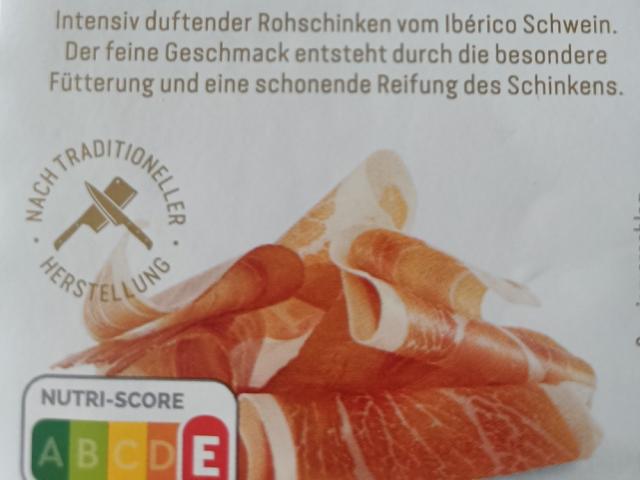 Intensiv duftender Rohschinken vom Ibérico Schwein.
Der feine Geschmack entsteht durch die besondere
Fütterung und eine schonende Reifung des Schinkens.
· NACH TRADITIONELLER ·
HERSTELLUNG
NUTRI-SCORE
A B C D E